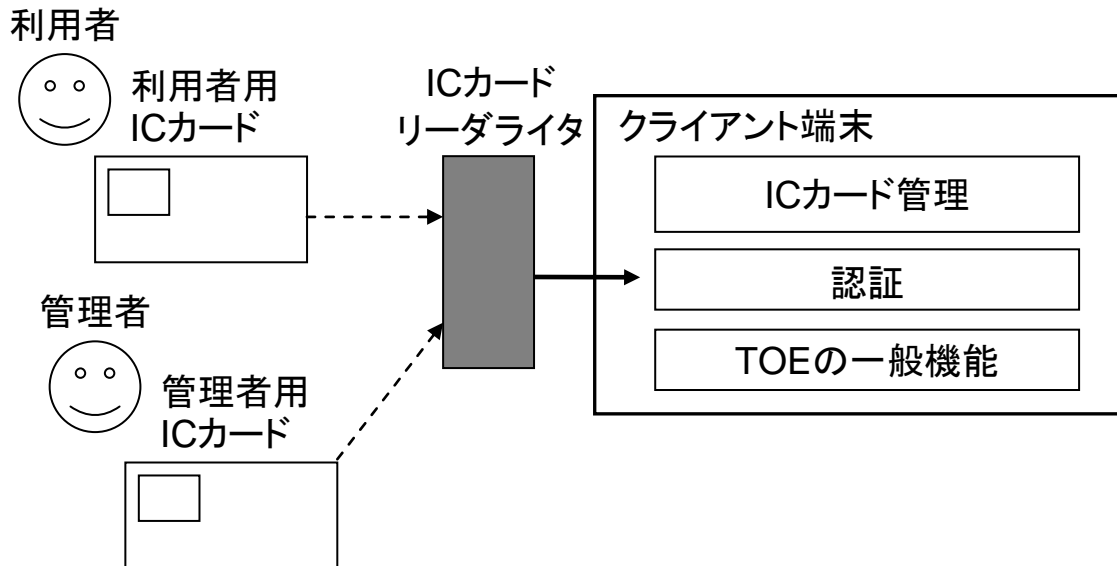 利用者
利用者用
ICカード
ICカード
リーダライタ
クライアント端末
ICカード管理
認証
TOEの一般機能
管理者
管理者用
ICカード